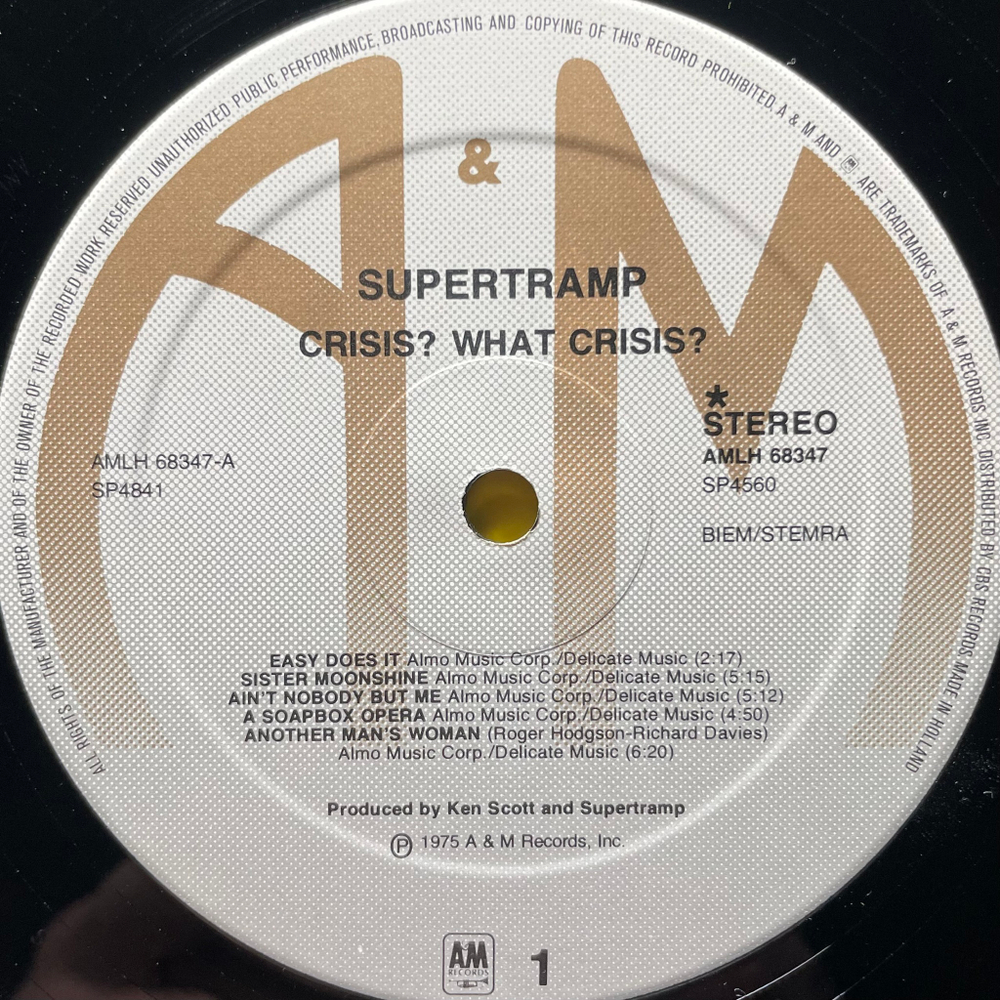 ALL RIGHTS OF THE MANUFACTURER AND OF THE OWNER OF THE RECORDED WORK RESERVED. UNAUTHORIZED PUBLIC PERFORMANCE, BROADCASTING AND COPYING OF THIS RECORD PROHIBITED. A & M AND AM RECORDS ARE TRADEMARKS OF A & M RECORDS INC. DISTRIBUTED BY CBS RECORDS MADE IN HOLLAND
A & M
SUPERTRAMP
CRISIS? WHAT CRISIS?
*
STEREO
AMLH 68347-A
AMLH 68347
SP4841
SP4560
BIEM/STEMRA
EASY DOES IT Almo Music Corp./Delicate Music (2:17)
SISTER MOONSHINE Almo Music Corp./Delicate Music (5:15)
AIN'T NOBODY BUT ME Almo Music Corp./Delicate Music (5:12)
A SOAPBOX OPERA Almo Music Corp./Delicate Music (4:50)
ANOTHER MAN'S WOMAN (Roger Hodgson-Richard Davies)
Almo Music Corp./Delicate Music (6:20)
Produced by Ken Scott and Supertramp
Ⓟ 1975 A & M Records, Inc.
AM
RECORDS
1